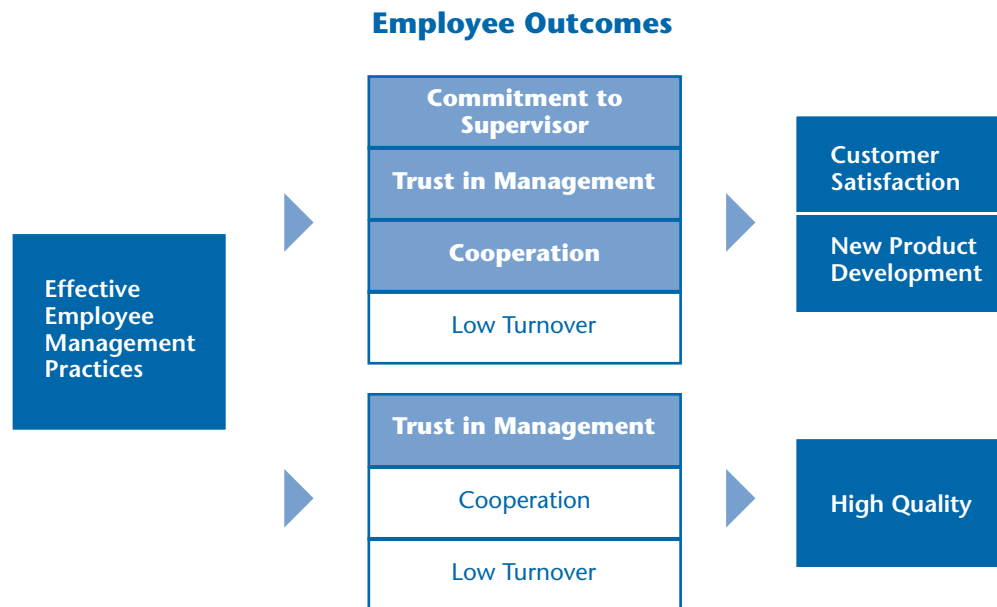 Employee Outcomes
Effective
Employee
Management
Practices
Commitment to
Supervisor
Trust in Management
Cooperation
Low Turnover
Customer
Satisfaction
New Product
Development
Trust in Management
Cooperation
Low Turnover
High Quality